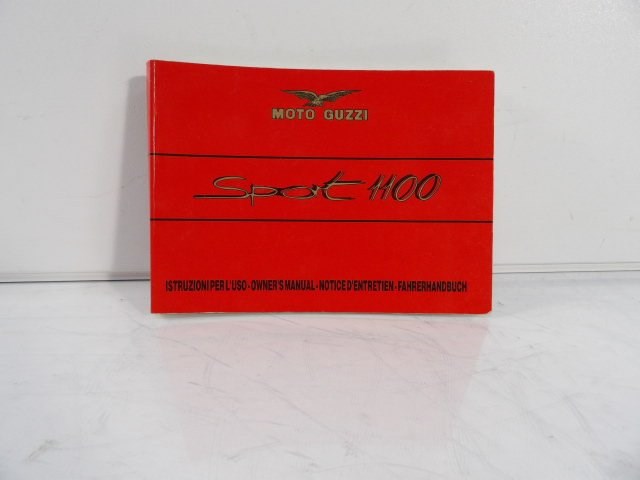 MOTO GUZZI
Sport 1100
ISTRUZIONI PER L'USO - OWNER'S MANUAL - NOTICE D'ENTRETIEN - FAHRERHANDBUCH